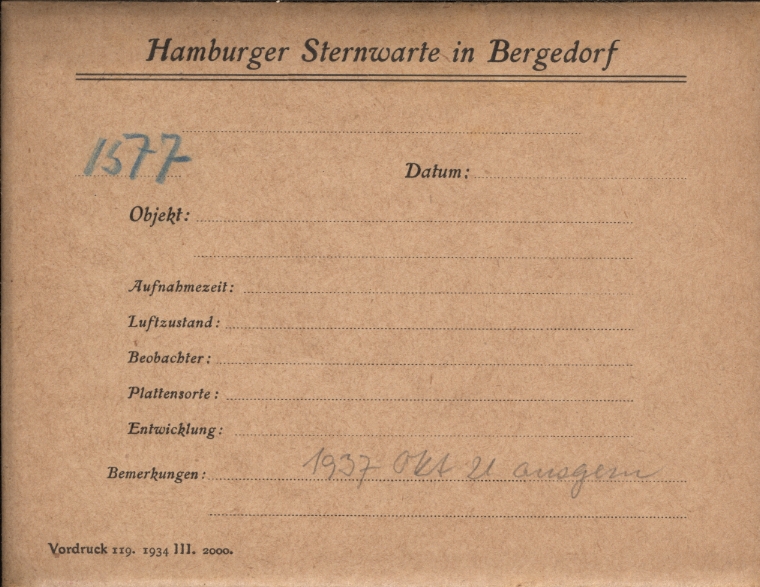 Hamburger Sternwarte in Bergedorf
1577
Datum:
Objekt:
Aufnahmezeit:
Luftzustand:
Beobachter:
Plattensorte:
Entwicklung:
Bemerkungen: 1937 Okt 21 ausgem
Vordruck 119. 1934 III. 2000.